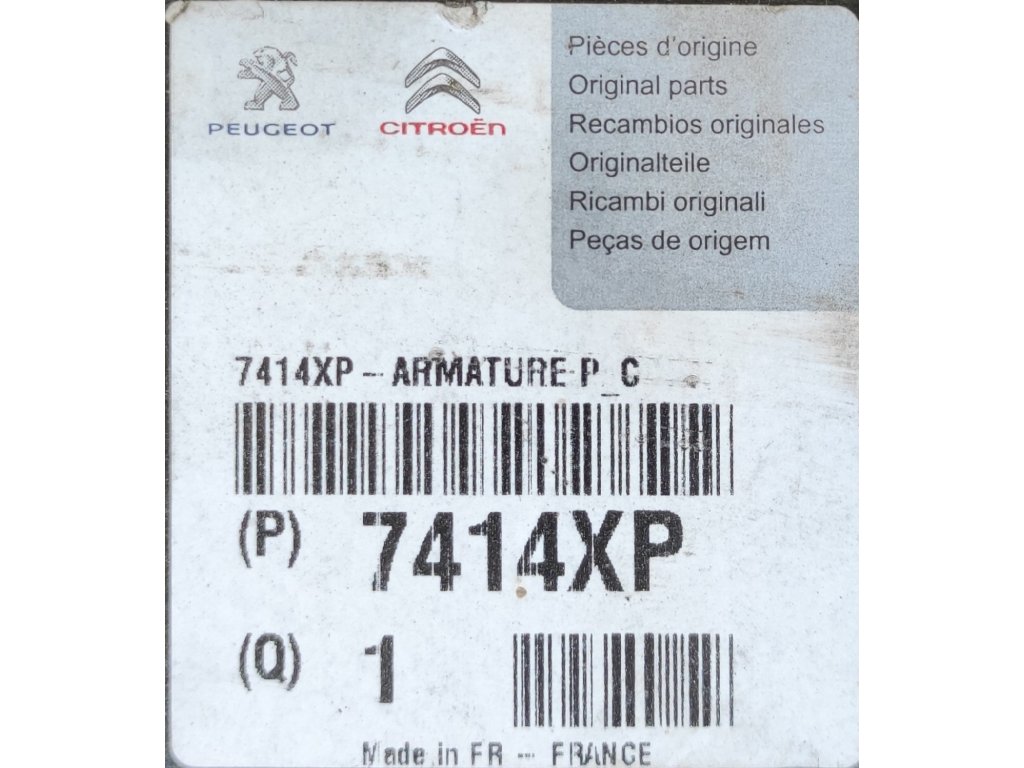 PEUGEOT
CITROËN
Pièces d'origine
Original parts
Recambios originales
Originalteile
Ricambi originali
Peças de origem
7414XP - ARMATURE P_C
(P) 7414XP
(Q) 1
Made in FR -- FRANCE